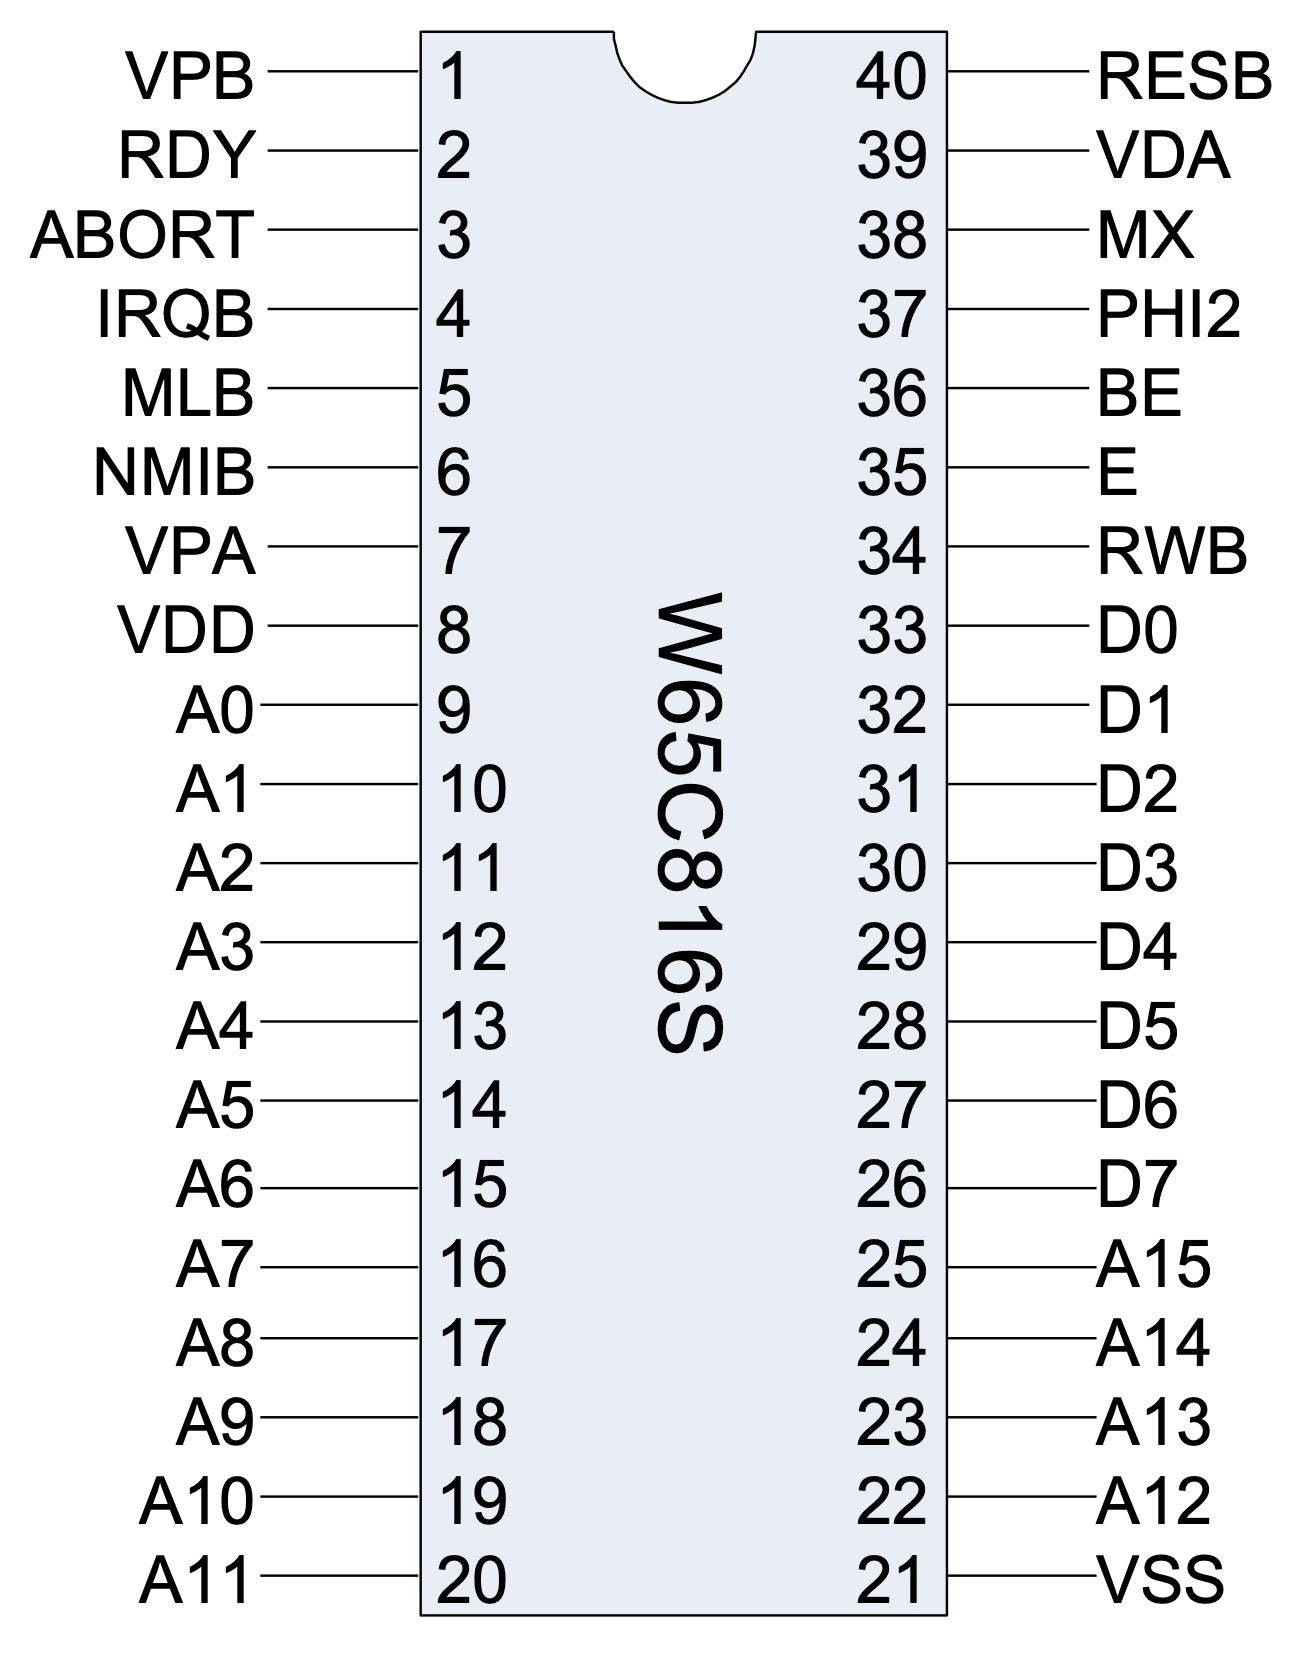 VPB 1 40 RESB
RDY 2 39 VDA
ABORT 3 38 MX
IRQB 4 37 PHI2
MLB 5 36 BE
NMIB 6 35 E
VPA 7 34 RWB
VDD 8 33 D0
A0 9 32 D1
A1 10 31 D2
A2 11 30 D3
A3 12 29 D4
A4 13 28 D5
A5 14 27 D6
A6 15 26 D7
A7 16 25 A15
A8 17 24 A14
A9 18 23 A13
A10 19 22 A12
A11 20 21 VSS
W65C816S